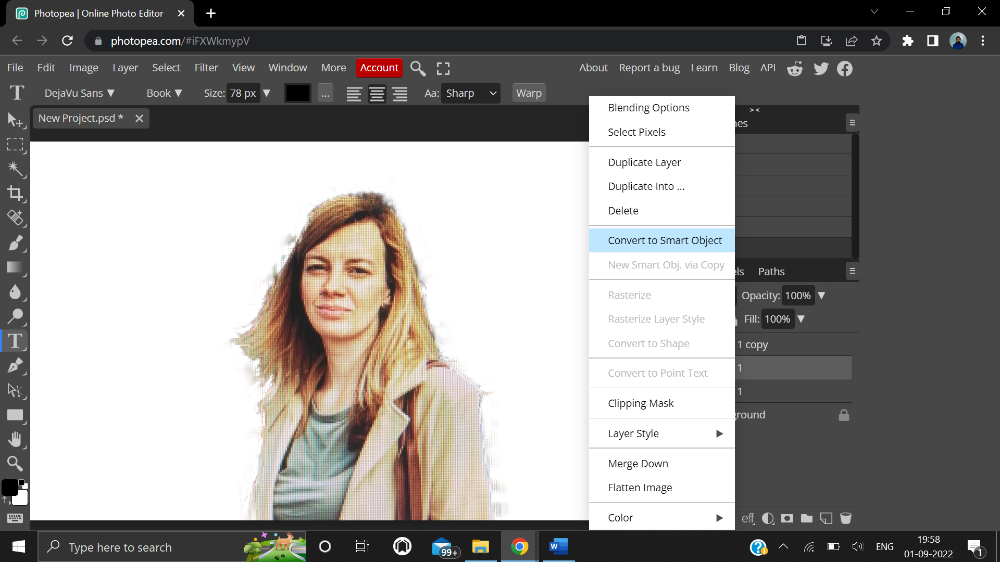 Photopea | Online Photo Editor
photopea.com/#iFXWkmypV
File Edit Image Layer Select Filter View Window More Account About Report a bug Learn Blog API
T DejaVu Sans Book Size: 78 px ... Aa: Sharp Warp
New Project.psd *
> <
nes
Blending Options
Select Pixels
Duplicate Layer
Duplicate Into ...
Delete
Convert to Smart Object
New Smart Obj. via Copy
Rasterize
Rasterize Layer Style
Convert to Shape
Convert to Point Text
Clipping Mask
Layer Style
Merge Down
Flatten Image
Color
els Paths
Opacity: 100%
Fill: 100%
1 copy
1
1
ground
eff
T
Type here to search
99+
W
ENG
19:58
01-09-2022
1